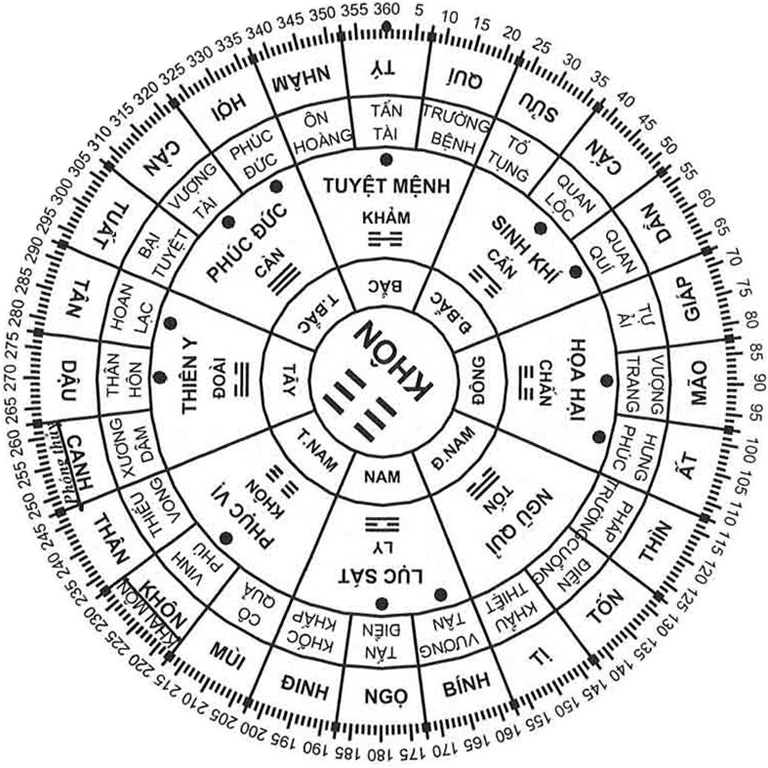 360 5 10 15 20 25 30 35 40 45 50 55 60 65 70 75 80 85 90 95 100 105 110 115 120 125 130 135 140 145 150 155 160 165 170 175 180 185 190 195 200 205 210 215 220 225 230 235 240 245 250 255 260 265 270 275 280 285 290 295 300 305 310 315 320 325 330 335 340 345 350 355
TÝ
QUÍ
SỬU
CẤN
DẦN
GIÁP
MẸO
ẤT
THÌN
TỐN
TỊ
BÍNH
NGỌ
ĐINH
MÙI
KHÔN
KHAI MÔN
THÂN
CANH
Phong thủy
DẬU
TÂN
TUẤT
CÀN
HỢI
NHÂM
TẤN
TÀI
TRƯỜNG
BỆNH
TỐ
TỤNG
QUAN
LỘC
QUAN
QUÍ
TỰ
ẢI
VƯỢNG
TRANG
HƯNG
PHÚC
PHÁP
TRƯỜNG
ĐIÊN
CUỒNG
KHẨU
THIỆT
VƯỢNG
TÂN
TẤN
ĐIỀN
KHỐC
KHẤP
CÔ
QUẢ
VINH
PHÚ
THIẾU
VONG
XƯƠNG
DÂM
THÂN
HÔN
HOAN
LẠC
BẠI
TUYỆT
VƯỢNG
TÀI
PHÚC
ĐỨC
ÔN
HOÀNG
TUYỆT MỆNH
KHẢM
SINH KHÍ
CẤN
HỌA HẠI
CHẤN
NGŨ QUỈ
TỐN
LỤC SÁT
LY
PHỤC VỊ
KHÔN
THIÊN Y
ĐOÀI
PHÚC ĐỨC
CÀN
BẮC
Đ.BẮC
ĐÔNG
Đ.NAM
NAM
T.NAM
TÂY
T.BẮC
KHÔN